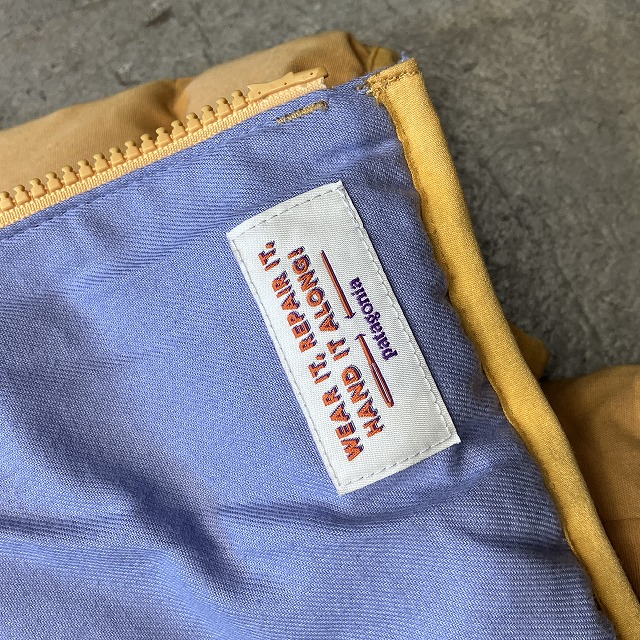 WEAR IT. REPAIR IT.
HAND IT ALONG!
patagonia